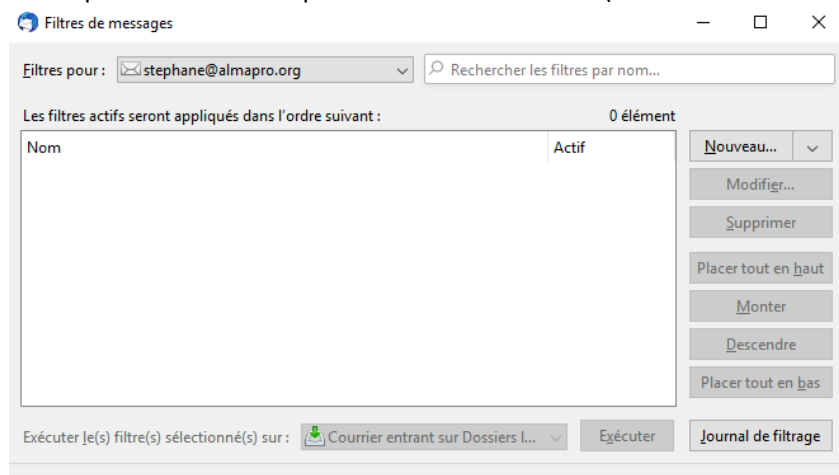 Filtres de messages
Filtres pour : stephane@almapro.org Rechercher les filtres par nom...
Les filtres actifs seront appliqués dans l'ordre suivant : 0 élément
Nom Actif
Nouveau...
Modifier...
Supprimer
Placer tout en haut
Monter
Descendre
Placer tout en bas
Exécuter le(s) filtre(s) sélectionné(s) sur : Courrier entrant sur Dossiers l... Exécuter Journal de filtrage